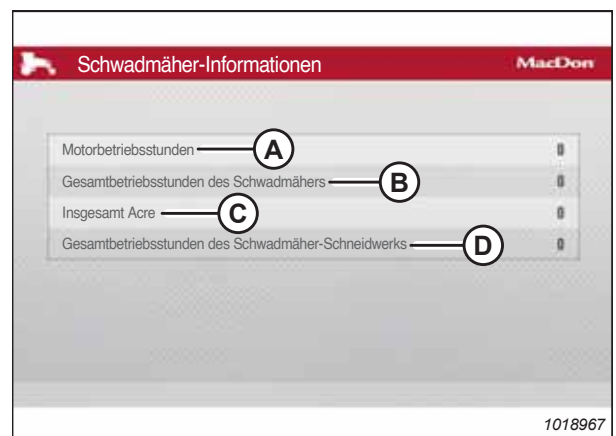 Schwadmäher-Informationen MacDon
Motorbetriebsstunden A 0
Gesamtbetriebsstunden des Schwadmähers B 0
Insgesamt Acre C 0
Gesamtbetriebsstunden des Schwadmäher-Schneidwerks D 0
1018967